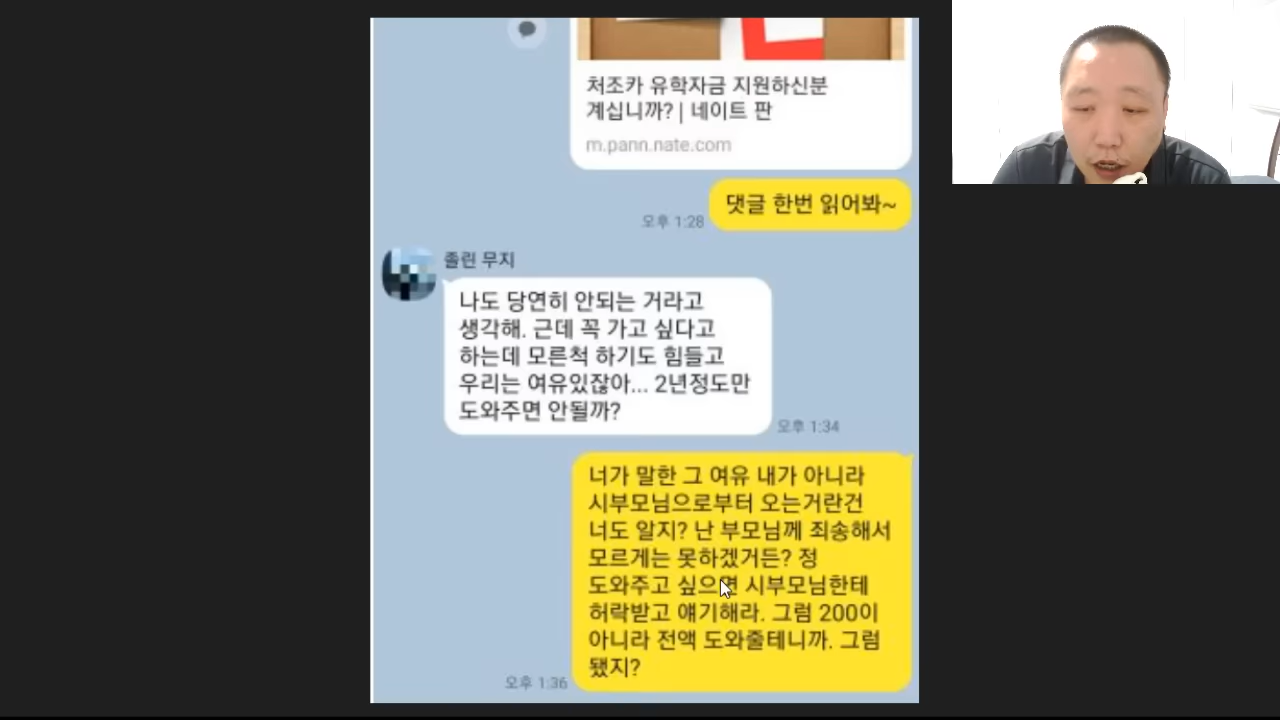 처조카 유학자금 지원하신분
계십니까? | 네이트 판
m.pann.nate.com
댓글 한번 읽어봐~
오후 1:28
졸린 무지
나도 당연히 안되는 거라고
생각해. 근데 꼭 가고 싶다고
하는데 모른척 하기도 힘들고
우리는 여유있잖아... 2년정도만
도와주면 안될까?
오후 1:34
너가 말한 그 여유 내가 아니라
시부모님으로부터 오는거란건
너도 알지? 난 부모님께 죄송해서
모르게는 못하겠거든? 정
도와주고 싶으면 시부모님한테
허락받고 얘기해라. 그럼 200이
아니라 전액 도와줄테니까. 그럼
됐지?
오후 1:36